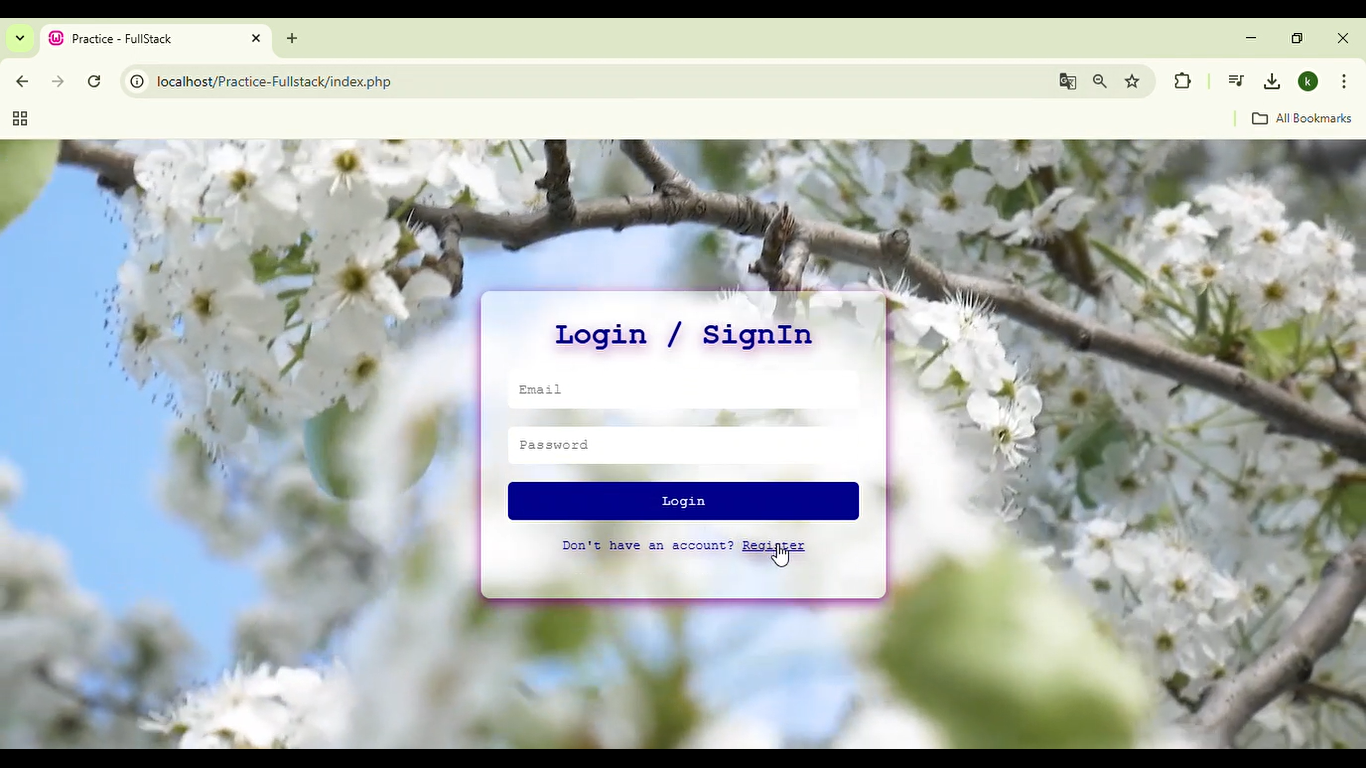 Practice - FullStack
localhost/Practice-Fullstack/index.php
k
All Bookmarks
Login / SignIn
Email
Password
Login
Don't have an account? Register